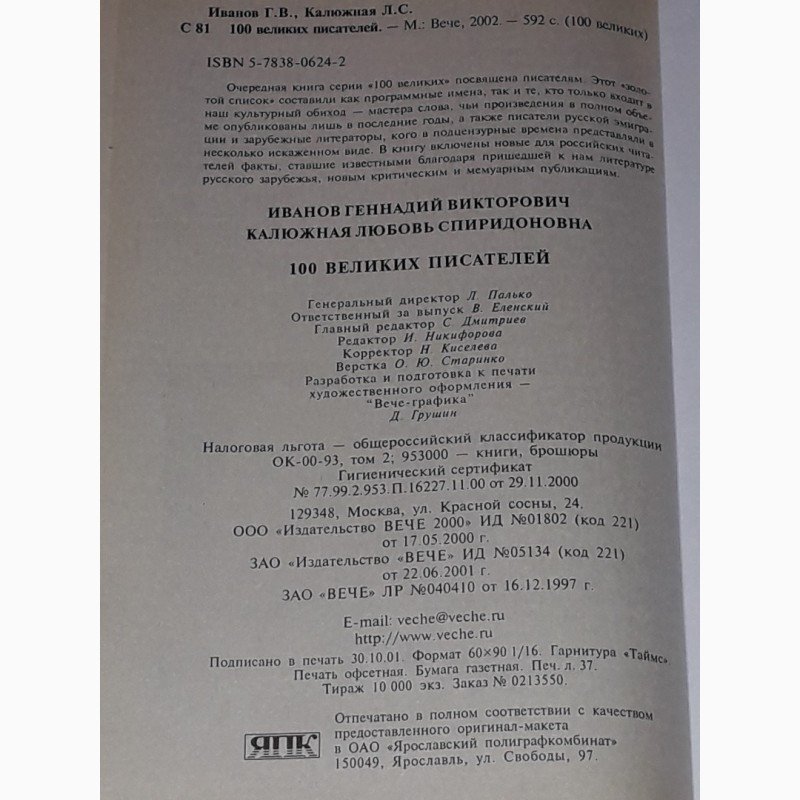 Иванов Г.В., Калюжная Л.С.
С 81 100 великих писателей. — М.: Вече, 2002. — 592 с. (100 великих)
ISBN 5-7838-0624-2
Очередная книга серии «100 великих» посвящена писателям. Этот «золо-
той список» составили как программные имена, так и те, кто только входит в
наш культурный обиход — мастера слова, чьи произведения в полном объе-
ме опубликованы лишь в последние годы, а также писатели русской эмигра-
ции и зарубежные литераторы, кого в подцензурные времена представляли в
несколько искаженном виде. В книгу включены новые для российских чита-
телей факты, ставшие известными благодаря пришедшей к нам литературе
русского зарубежья, новым критическим и мемуарным публикациям.
ИВАНОВ ГЕННАДИЙ ВИКТОРОВИЧ
КАЛЮЖНАЯ ЛЮБОВЬ СПИРИДОНОВНА
100 ВЕЛИКИХ ПИСАТЕЛЕЙ
Генеральный директор Л. Палько
Ответственный за выпуск В. Еленский
Главный редактор С. Дмитриев
Редактор И. Никифорова
Корректор Н. Киселева
Верстка О. Ю. Старинко
Разработка и подготовка к печати
художественного оформления —
"Вече-графика"
Д. Грушин
Налоговая льгота — общероссийский классификатор продукции
ОК-00-93, том 2; 953000 — книги, брошюры
Гигиенический сертификат
№ 77.99.2.953.П.16227.11.00 от 29.11.2000
129348, Москва, ул. Красной сосны, 24.
ООО «Издательство ВЕЧЕ 2000» ИД №01802 (код 221)
от 17.05.2000 г.
ЗАО «Издательство «ВЕЧЕ» ИД №05134 (код 221)
от 22.06.2001 г.
ЗАО «ВЕЧЕ» ЛР №040410 от 16.12.1997 г.
E-mail: veche@veche.ru
http://www.veche.ru
Подписано в печать 30.10.01. Формат 60×90 1/16. Гарнитура «Таймс».
Печать офсетная. Бумага газетная. Печ. л. 37.
Тираж 10 000 экз. Заказ № 0213550.
ЯПК
Отпечатано в полном соответствии с качеством
предоставленного оригинал-макета
в ОАО «Ярославский полиграфкомбинат»
150049, Ярославль, ул. Свободы, 97.